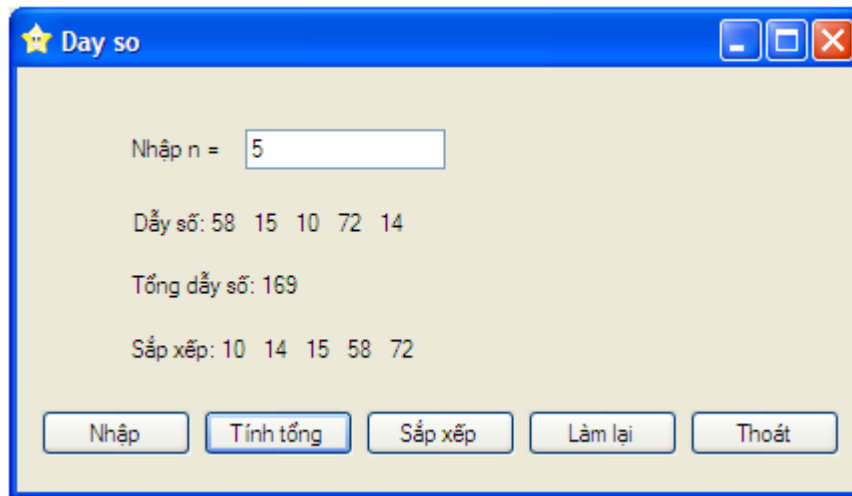 Day so
Nhập n = 5
Dẫy số: 58 15 10 72 14
Tổng dẫy số: 169
Sắp xếp: 10 14 15 58 72
Nhập Tính tổng Sắp xếp Làm lại Thoát